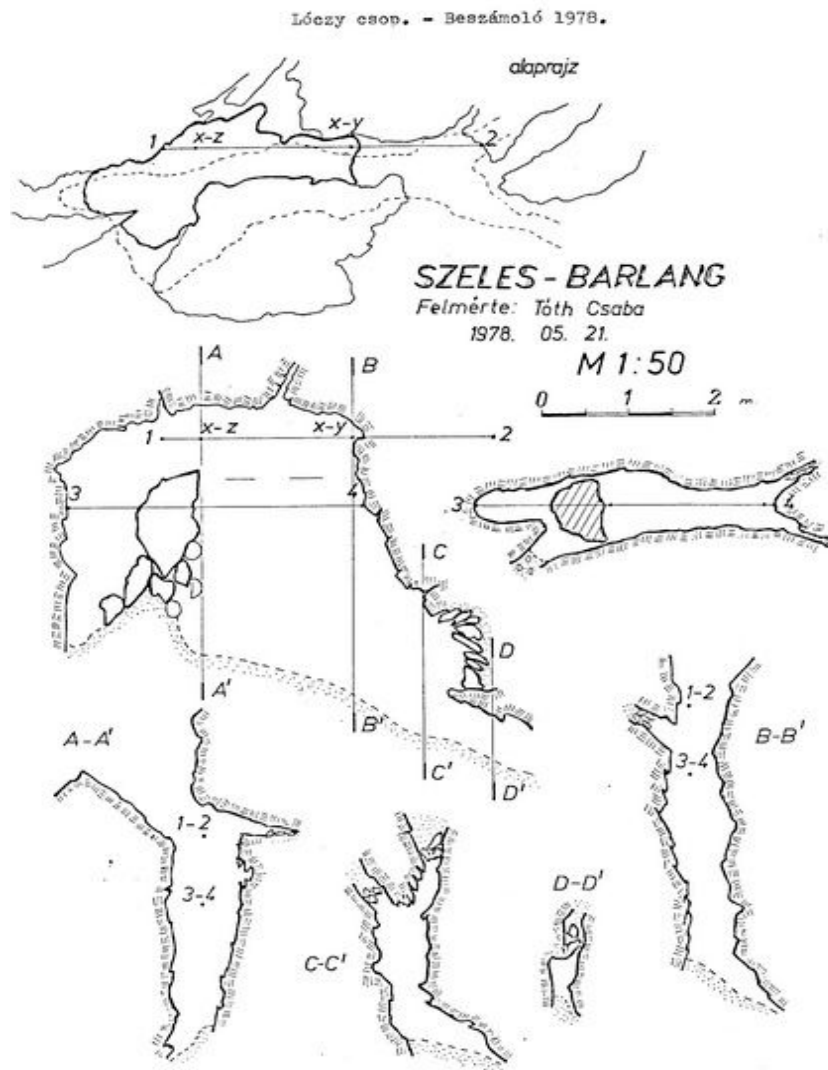 Lóczy csop. - Beszámoló 1978.
alaprajz
1 x-z x-y 2
SZELES - BARLANG
Felmérte: Tóth Csaba
1978. 05. 21.
M 1:50
0 1 2 m
A B
1 x-z x-y 2
3 4
C
D
A' B' C' D'
3 4
A-A'
1-2
3-4
B-B'
1-2
3-4
C-C'
D-D'